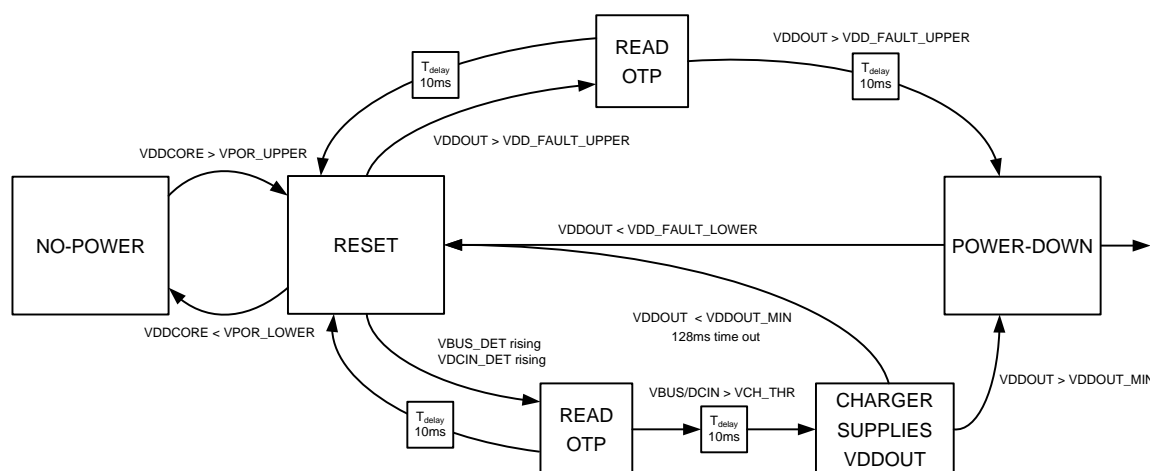 READ
OTP
VDDOUT > VDD_FAULT_UPPER
Tdelay
10ms
Tdelay
10ms
VDDOUT > VDD_FAULT_UPPER
VDDCORE > VPOR_UPPER
NO-POWER
RESET
VDDOUT < VDD_FAULT_LOWER
POWER-DOWN
VDDCORE < VPOR_LOWER
VDDOUT < VDDOUT_MIN
128ms time out
VBUS_DET rising
VDCIN_DET rising
VDDOUT > VDDOUT_MIN
VBUS/DCIN > VCH_THR
Tdelay
10ms
READ
OTP
Tdelay
10ms
CHARGER
SUPPLIES
VDDOUT